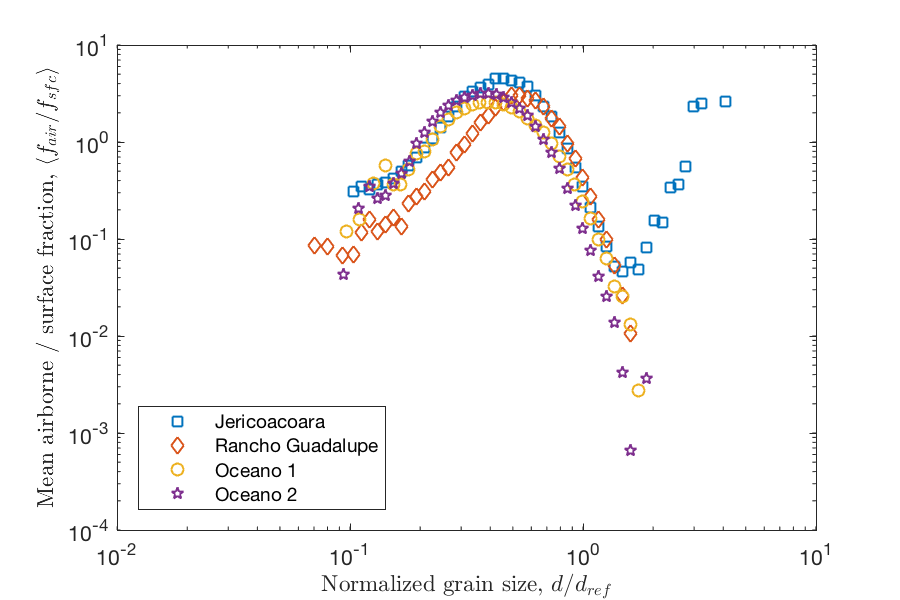 10^1
10^0
10^-1
10^-2
10^-3
10^-4
Mean airborne / surface fraction, ⟨f_air/f_sfc⟩
Jericoacoara
Rancho Guadalupe
Oceano 1
Oceano 2
10^-2 10^-1 10^0 10^1
Normalized grain size, d/d_ref